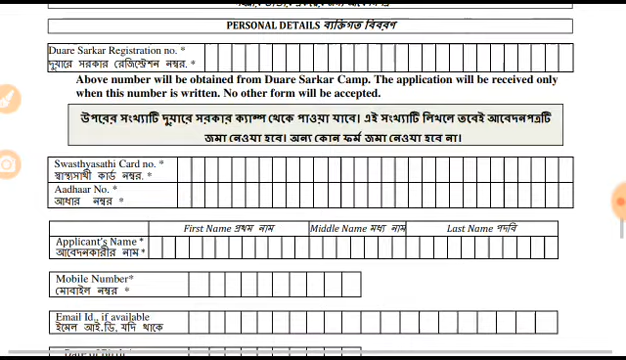 PERSONAL DETAILS ব্যক্তিগত বিবরণ
Duare Sarkar Registration no. *
দুয়ারে সরকার রেজিস্ট্রেশন নম্বর. *
Above number will be obtained from Duare Sarkar Camp. The application will be received only
when this number is written. No other form will be accepted.
উপরের সংখ্যাটি দুয়ারে সরকার ক্যাম্প থেকে পাওয়া যাবে। এই সংখ্যাটি লিখলে তবেই আবেদনপত্রটি
জমা নেওয়া হবে। অন্য কোন ফর্ম জমা নেওয়া হবে না।
Swasthyasathi Card no. *
স্বাস্থ্যসাথী কার্ড নম্বর. *
Aadhaar No. *
আধার নম্বর *
First Name প্রথম নাম Middle Name মধ্য নাম Last Name পদবি
Applicant's Name *
আবেদনকারীর নাম *
Mobile Number*
মোবাইল নম্বর *
Email Id., if available
ইমেল আই.ডি, যদি থাকে